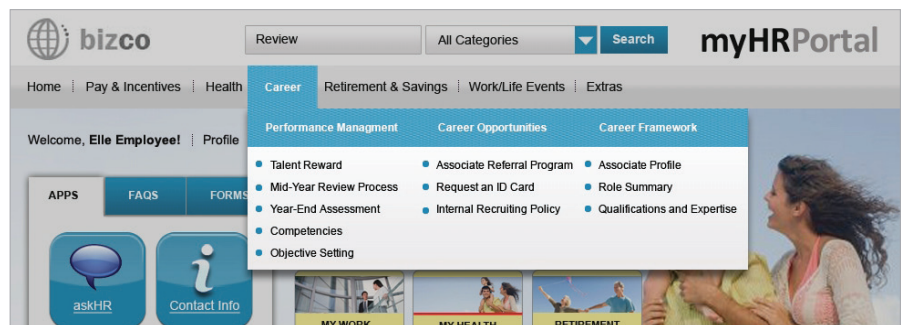 bizco
Review
All Categories
Search
myHRPortal
Home
Pay & Incentives
Health
Career
Retirement & Savings
Work/Life Events
Extras
Performance Managment
Career Opportunities
Career Framework
Talent Reward
Mid-Year Review Process
Year-End Assessment
Competencies
Objective Setting
Associate Referral Program
Request an ID Card
Internal Recruiting Policy
Associate Profile
Role Summary
Qualifications and Expertise
Welcome, Elle Employee!
Profile
APPS
FAQS
FORMS
askHR
Contact Info
MY WORK
MY HEALTH
RETIREMENT